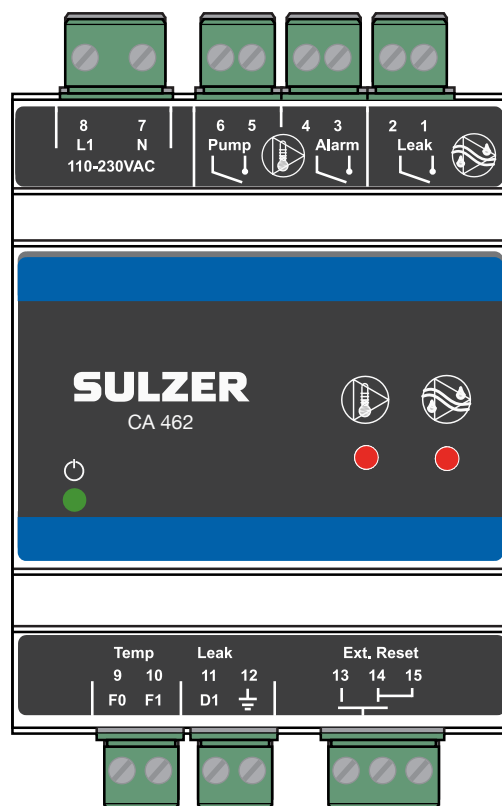 8 7 6 5 4 3 2 1
L1 N Pump Alarm Leak
110-230VAC
SULZER
CA 462
Temp Leak Ext. Reset
9 10 11 12 13 14 15
F0 F1 D1